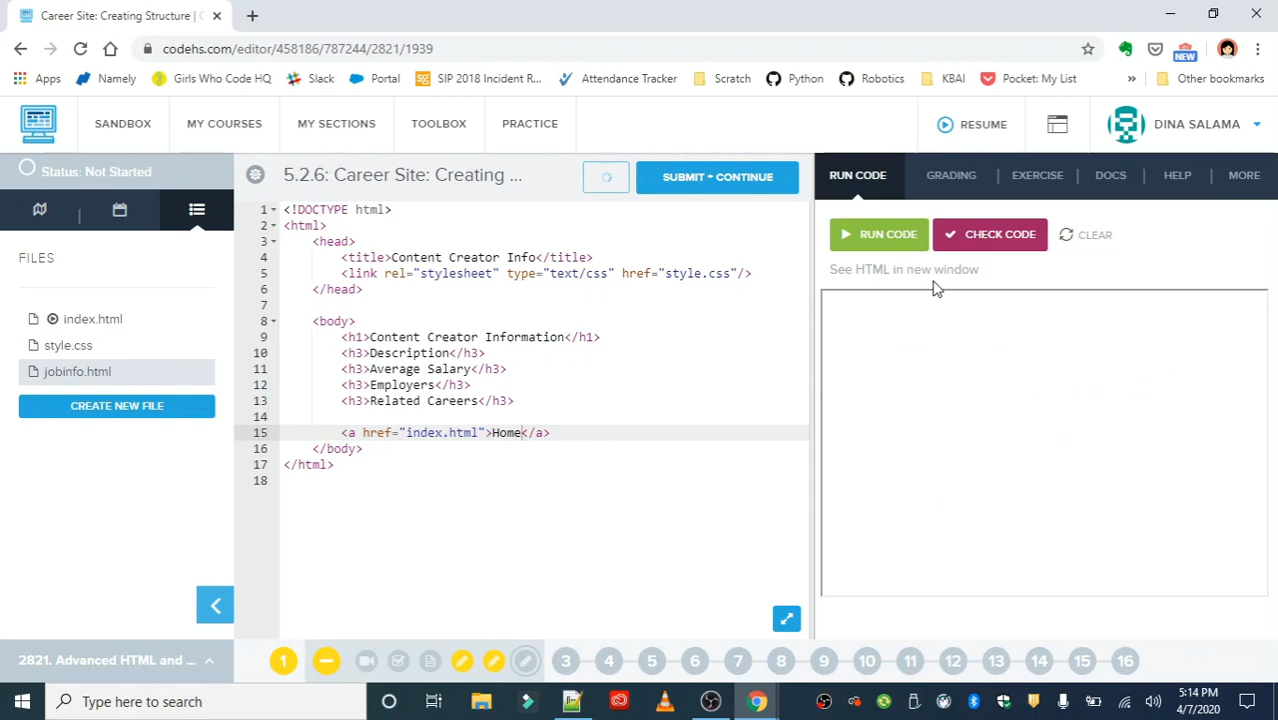 Career Site: Creating Structure |
codehs.com/editor/458186/787244/2821/1939
NEW
Apps Namely Girls Who Code HQ Slack Portal SIP 2018 Incident R... Attendance Tracker Scratch Python Robotics KBAI Pocket: My List » Other bookmarks
SANDBOX MY COURSES MY SECTIONS TOOLBOX PRACTICE RESUME DINA SALAMA
Status: Not Started
5.2.6: Career Site: Creating ...
SUBMIT + CONTINUE
RUN CODE GRADING EXERCISE DOCS HELP MORE
FILES
index.html
style.css
jobinfo.html
CREATE NEW FILE
1 <!DOCTYPE html>
2 <html>
3 <head>
4 <title>Content Creator Info</title>
5 <link rel="stylesheet" type="text/css" href="style.css"/>
6 </head>
7
8 <body>
9 <h1>Content Creator Information</h1>
10 <h3>Description</h3>
11 <h3>Average Salary</h3>
12 <h3>Employers</h3>
13 <h3>Related Careers</h3>
14
15 <a href="index.html">Home</a>
16 </body>
17 </html>
18
RUN CODE CHECK CODE CLEAR
See HTML in new window
2821. Advanced HTML and ...
1 3 4 5 6 7 8 9 10 11 12 13 14 15 16
Type here to search
5:14 PM
4/7/2020